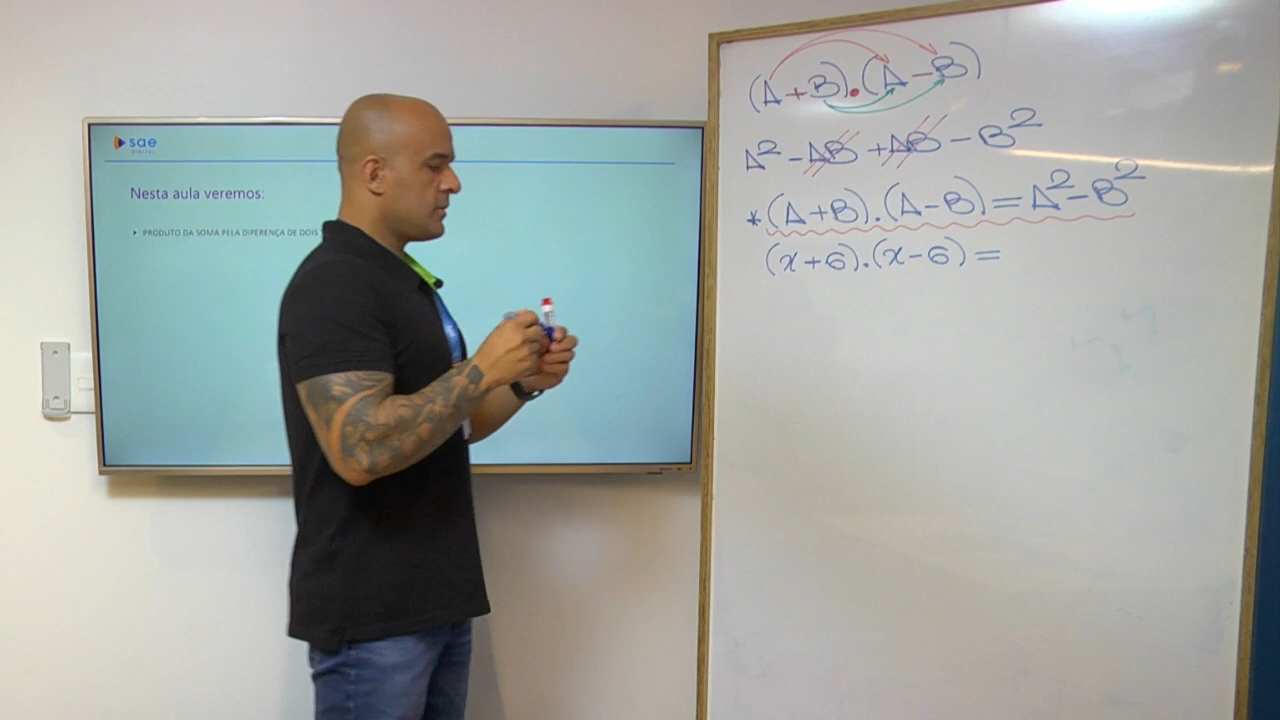 sae
DIGITAL
Nesta aula veremos:
PRODUTO DA SOMA PELA DIFERENÇA DE DOIS
(A+B).(A-B)
A² - AB + AB - B²
*(A+B).(A-B) = A² - B²
(x+6).(x-6) =